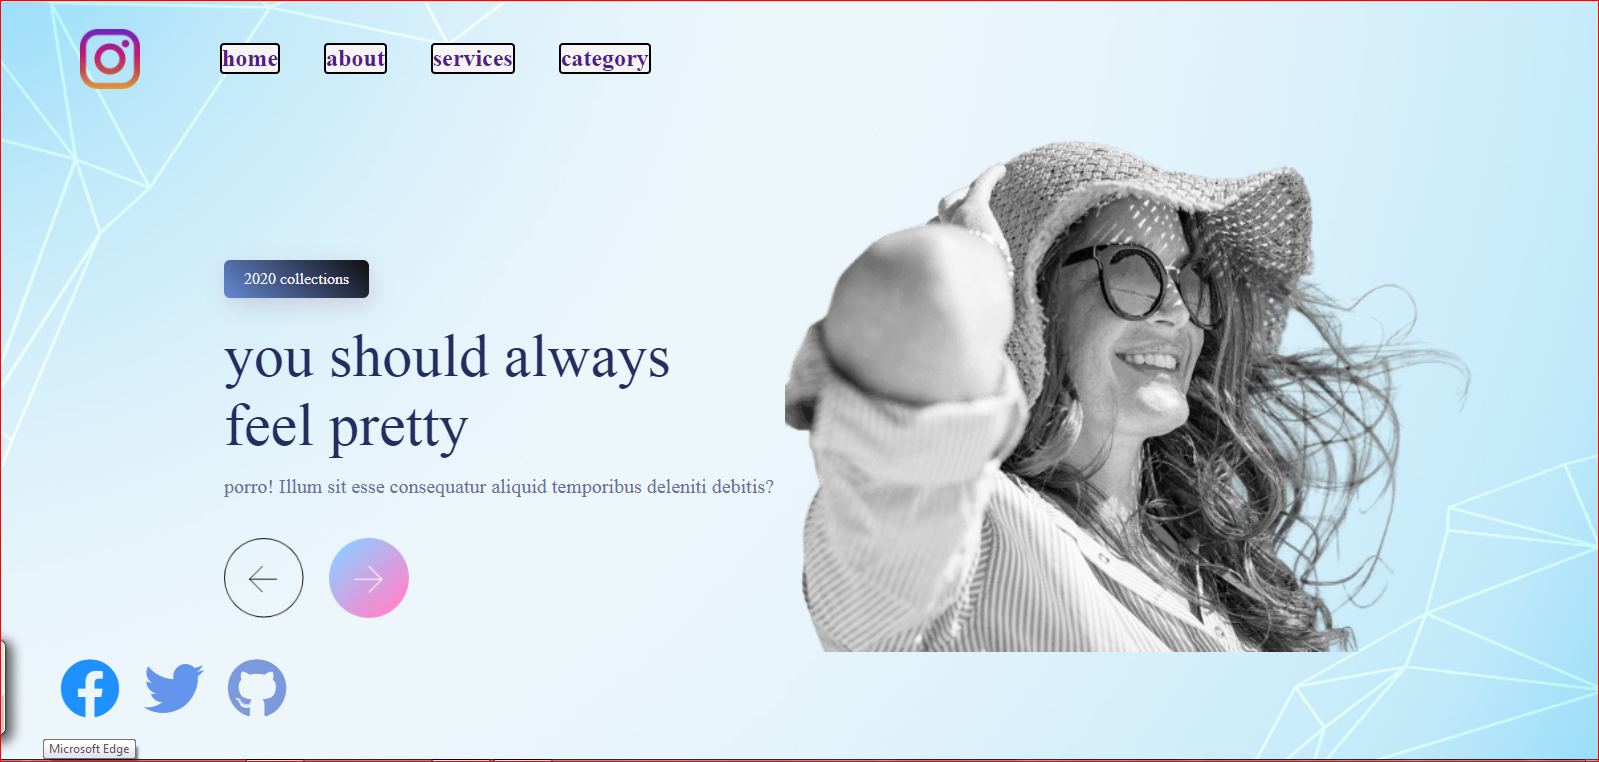 home about services category
2020 collections
you should always
feel pretty
porro! Illum sit esse consequatur aliquid temporibus deleniti debitis?
Microsoft Edge